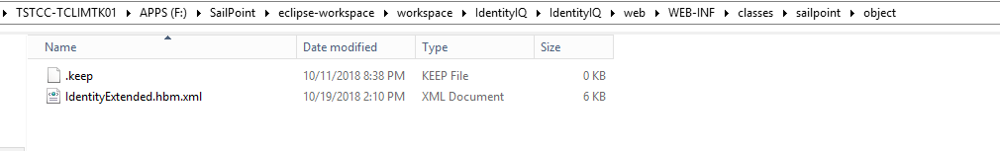 TSTCC-TCLIMTK01 ▸ APPS (F:) ▸ SailPoint ▸ eclipse-workspace ▸ workspace ▸ IdentityIQ ▸ IdentityIQ ▸ web ▸ WEB-INF ▸ classes ▸ sailpoint ▸ object
Name Date modified Type Size
.keep 10/11/2018 8:38 PM KEEP File 0 KB
IdentityExtended.hbm.xml 10/19/2018 2:10 PM XML Document 6 KB